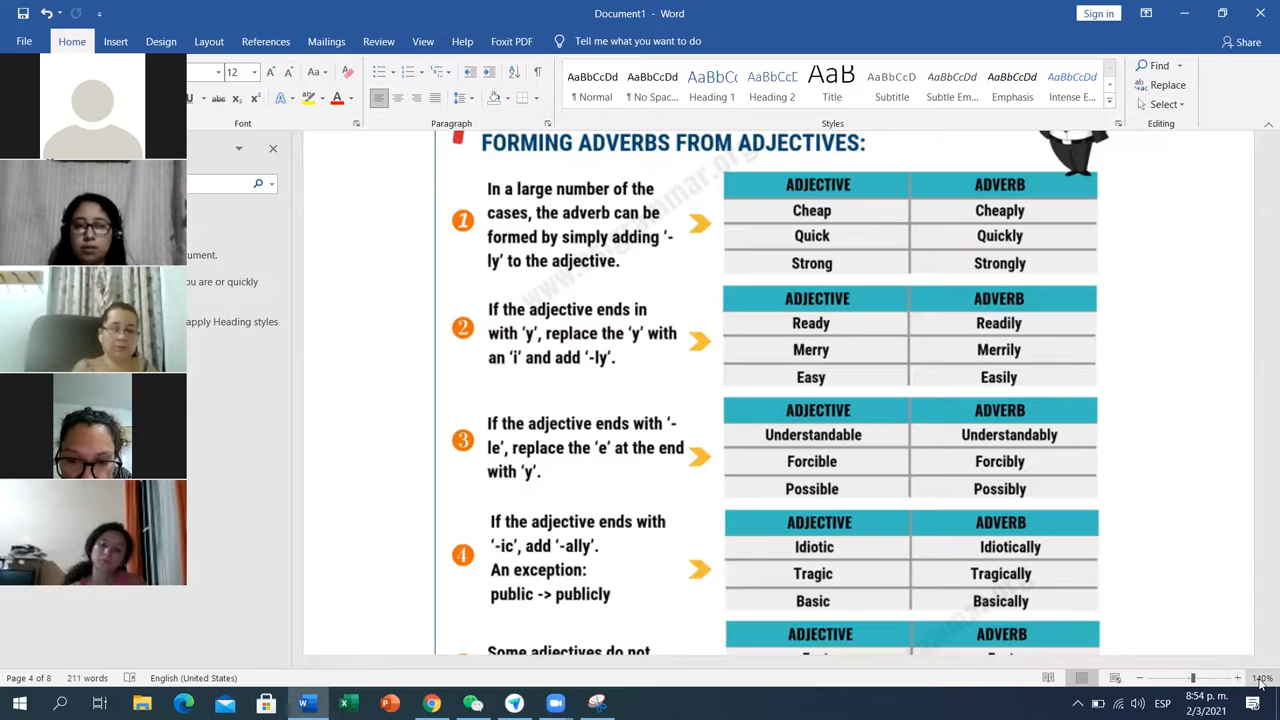 Document1 - Word
Sign in
File Home Insert Design Layout References Mailings Review View Help Foxit PDF Tell me what you want to do Share
12 Aa
AaBbCcDd AaBbCcDd AaBbCc AaBbCcD AaB AaBbCcD AaBbCcDd AaBbCcDd AaBbCcDd
¶ Normal ¶ No Spac... Heading 1 Heading 2 Title Subtitle Subtle Em... Emphasis Intense E...
Find
Replace
Select
Font Paragraph Styles Editing
cument.
ou are or quickly
apply Heading styles
FORMING ADVERBS FROM ADJECTIVES:
1
In a large number of the
cases, the adverb can be
formed by simply adding '-
ly' to the adjective.
ADJECTIVE ADVERB
Cheap Cheaply
Quick Quickly
Strong Strongly
2
If the adjective ends in
with 'y', replace the 'y' with
an 'i' and add '-ly'.
ADJECTIVE ADVERB
Ready Readily
Merry Merrily
Easy Easily
3
If the adjective ends with '-
le', replace the 'e' at the end
with 'y'.
ADJECTIVE ADVERB
Understandable Understandably
Forcible Forcibly
Possible Possibly
4
If the adjective ends with
'-ic', add '-ally'.
An exception:
public -> publicly
ADJECTIVE ADVERB
Idiotic Idiotically
Tragic Tragically
Basic Basically
Some adjectives do not
ADJECTIVE ADVERB
Page 4 of 8 211 words English (United States) 140%
ESP
8:54 p. m.
2/3/2021